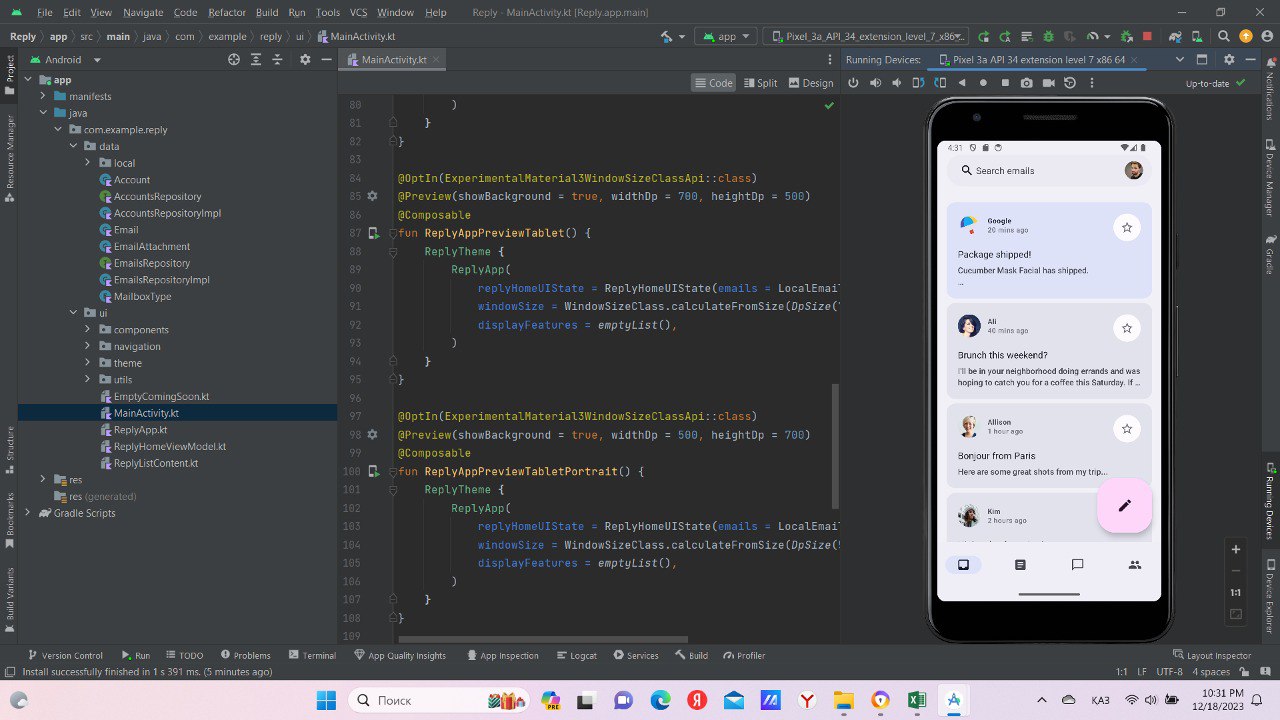 File Edit View Navigate Code Refactor Build Run Tools VCS Window Help Reply - MainActivity.kt [Reply.app.main]
Reply app src main java com example reply ui MainActivity.kt app Pixel_3a_API_34_extension_level_7_x86...
Project
Android
MainActivity.kt
Running Devices: Pixel 3a API 34 extension level 7 x86 64
Code Split Design
Up-to-date
app
manifests
java
com.example.reply
data
local
Account
AccountsRepository
AccountsRepositoryImpl
Email
EmailAttachment
EmailsRepository
EmailsRepositoryImpl
MailboxType
ui
components
navigation
theme
utils
EmptyComingSoon.kt
MainActivity.kt
ReplyApp.kt
ReplyHomeViewModel.kt
ReplyListContent.kt
res
res (generated)
Gradle Scripts
Resource Manager
Structure
Bookmarks
Build Variants
80 )
81 }
82 }
83
84 @OptIn(ExperimentalMaterial3WindowSizeClassApi::class)
85 @Preview(showBackground = true, widthDp = 700, heightDp = 500)
86 @Composable
87 fun ReplyAppPreviewTablet() {
88 ReplyTheme {
89 ReplyApp(
90 replyHomeUIState = ReplyHomeUIState(emails = LocalEmai
91 windowSize = WindowSizeClass.calculateFromSize(DpSize(
92 displayFeatures = emptyList(),
93 )
94 }
95 }
96
97 @OptIn(ExperimentalMaterial3WindowSizeClassApi::class)
98 @Preview(showBackground = true, widthDp = 500, heightDp = 700)
99 @Composable
100 fun ReplyAppPreviewTabletPortrait() {
101 ReplyTheme {
102 ReplyApp(
103 replyHomeUIState = ReplyHomeUIState(emails = LocalEmai
104 windowSize = WindowSizeClass.calculateFromSize(DpSize(
105 displayFeatures = emptyList(),
106 )
107 }
108 }
109
4:31
Search emails
Google
20 mins ago
Package shipped!
Cucumber Mask Facial has shipped.
...
Ali
40 mins ago
Brunch this weekend?
I'll be in your neighborhood doing errands and was
hoping to catch you for a coffee this Saturday. If ...
Allison
1 hour ago
Bonjour from Paris
Here are some great shots from my trip...
Kim
2 hours ago
1:1
Notifications
Device Manager
Gradle
Running Devices
Device Explorer
Version Control Run TODO Problems Terminal App Quality Insights App Inspection Logcat Services Build Profiler Layout Inspector
Install successfully finished in 1 s 391 ms. (5 minutes ago) 1:1 LF UTF-8 4 spaces
Поиск
PRE
ҚАЗ
10:31 PM
12/18/2023